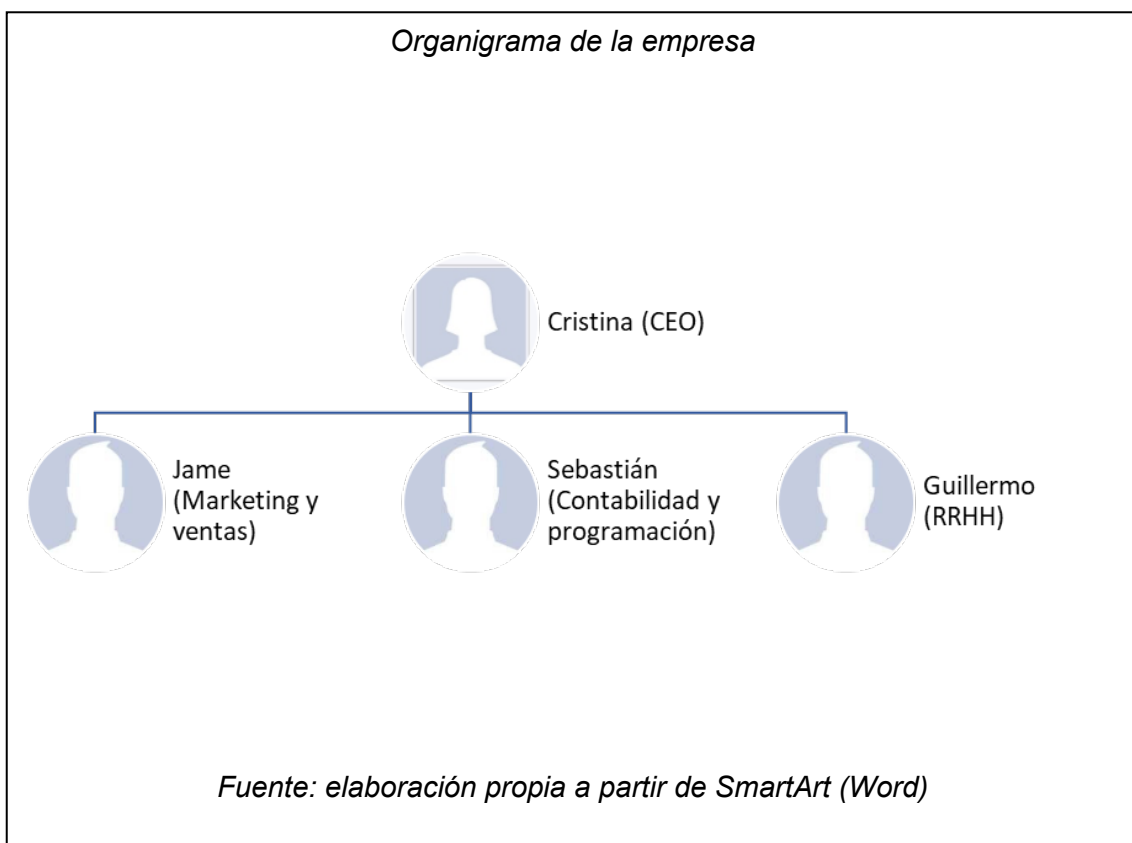 Organigrama de la empresa
Cristina (CEO)
Jame
(Marketing y
ventas)
Sebastián
(Contabilidad y
programación)
Guillermo
(RRHH)
Fuente: elaboración propia a partir de SmartArt (Word)